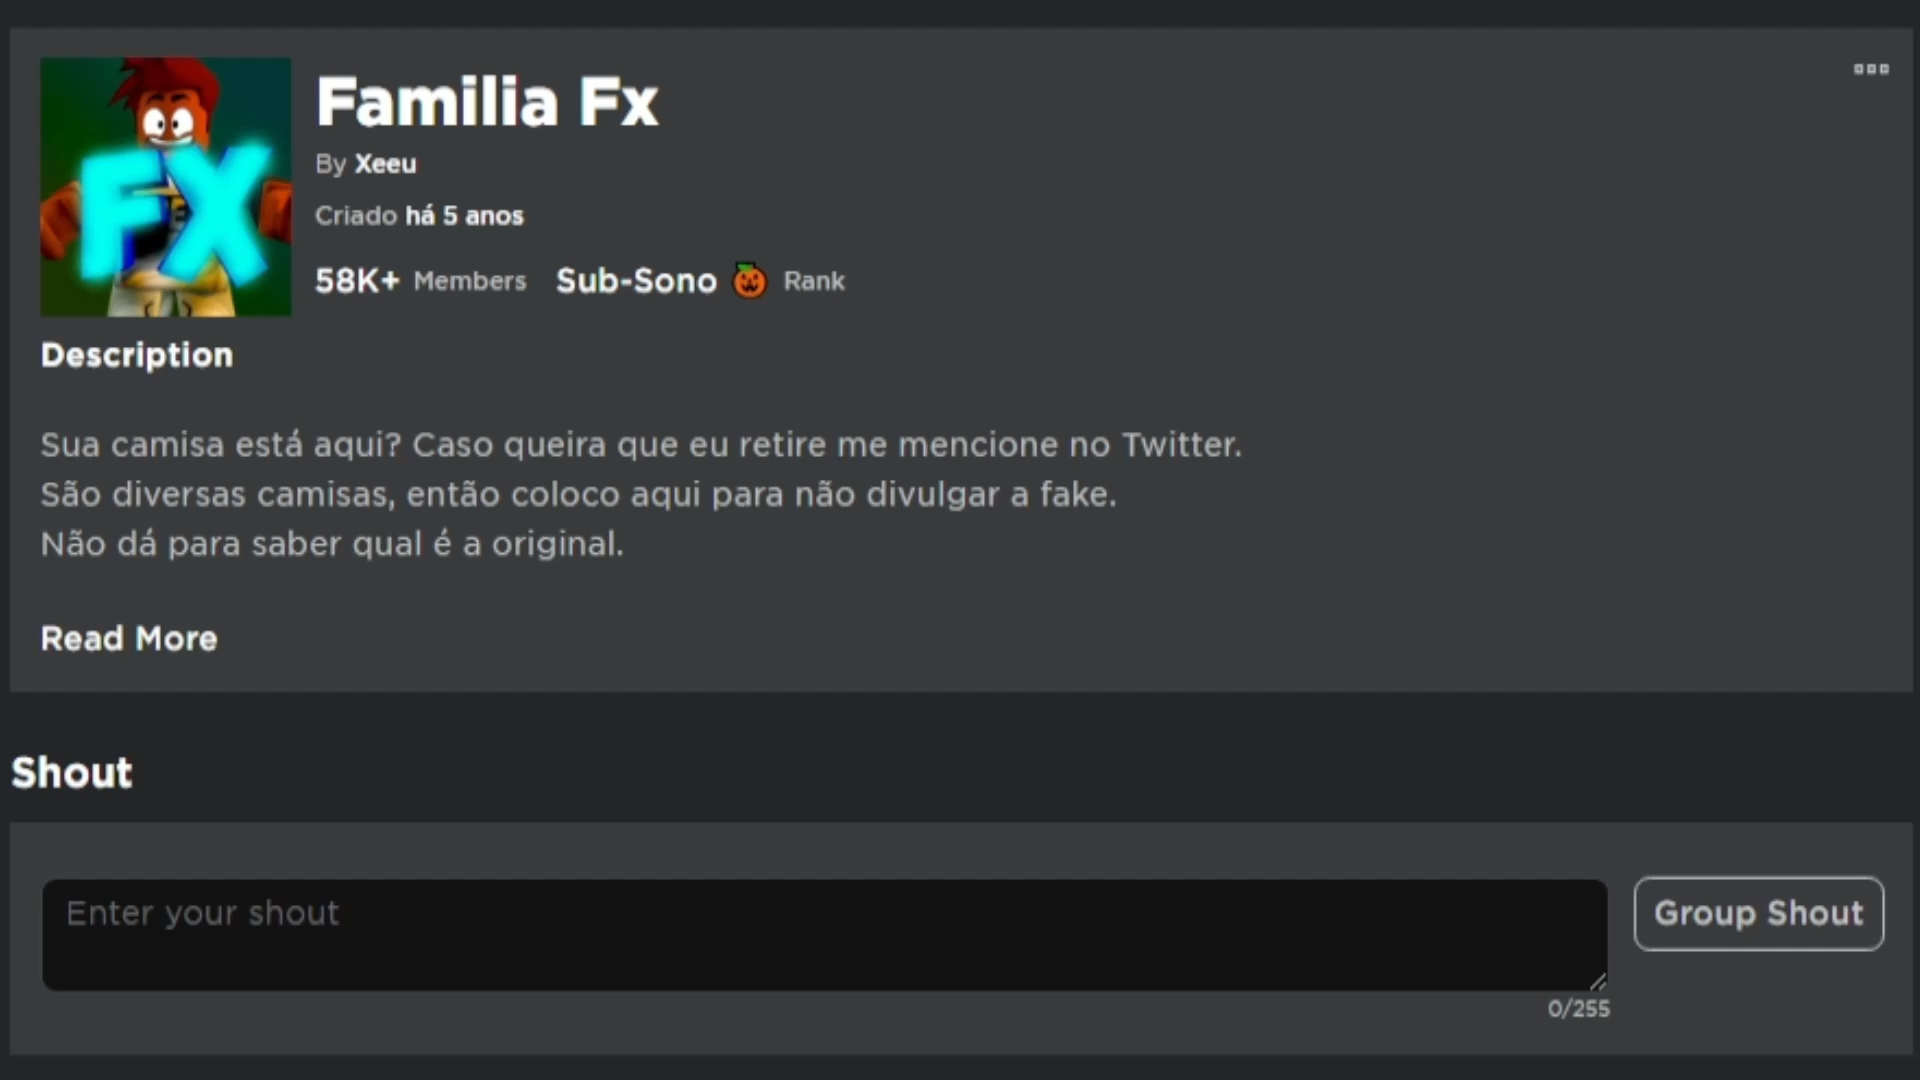 FX
Familia Fx
By Xeeu
Criado há 5 anos
58K+ Members Sub-Sono 🎃 Rank
Description
Sua camisa está aqui? Caso queira que eu retire me mencione no Twitter.
São diversas camisas, então coloco aqui para não divulgar a fake.
Não dá para saber qual é a original.
Read More
Shout
Enter your shout
Group Shout
0/255